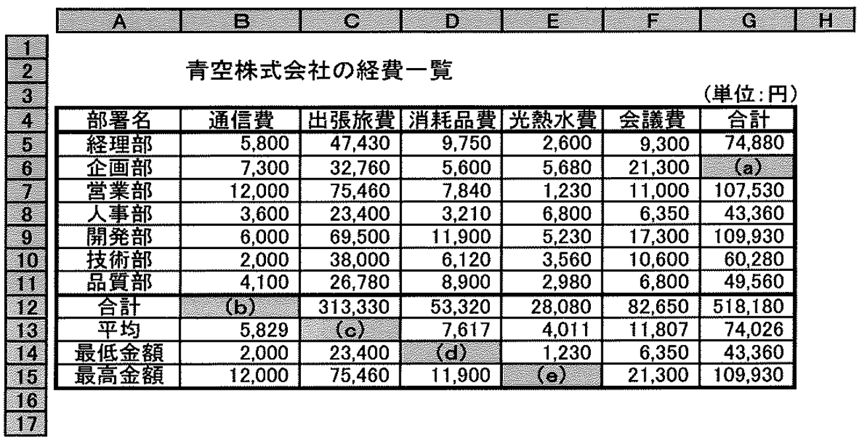 A B C D E F G H
1
2 青空株式会社の経費一覧
3 (単位:円)
4 部署名 通信費 出張旅費 消耗品費 光熱水費 会議費 合計
5 経理部 5,800 47,430 9,750 2,600 9,300 74,880
6 企画部 7,300 32,760 5,600 5,680 21,300 (a)
7 営業部 12,000 75,460 7,840 1,230 11,000 107,530
8 人事部 3,600 23,400 3,210 6,800 6,350 43,360
9 開発部 6,000 69,500 11,900 5,230 17,300 109,930
10 技術部 2,000 38,000 6,120 3,560 10,600 60,280
11 品質部 4,100 26,780 8,900 2,980 6,800 49,560
12 合計 (b) 313,330 53,320 28,080 82,650 518,180
13 平均 5,829 (c) 7,617 4,011 11,807 74,026
14 最低金額 2,000 23,400 (d) 1,230 6,350 43,360
15 最高金額 12,000 75,460 11,900 (e) 21,300 109,930
16
17